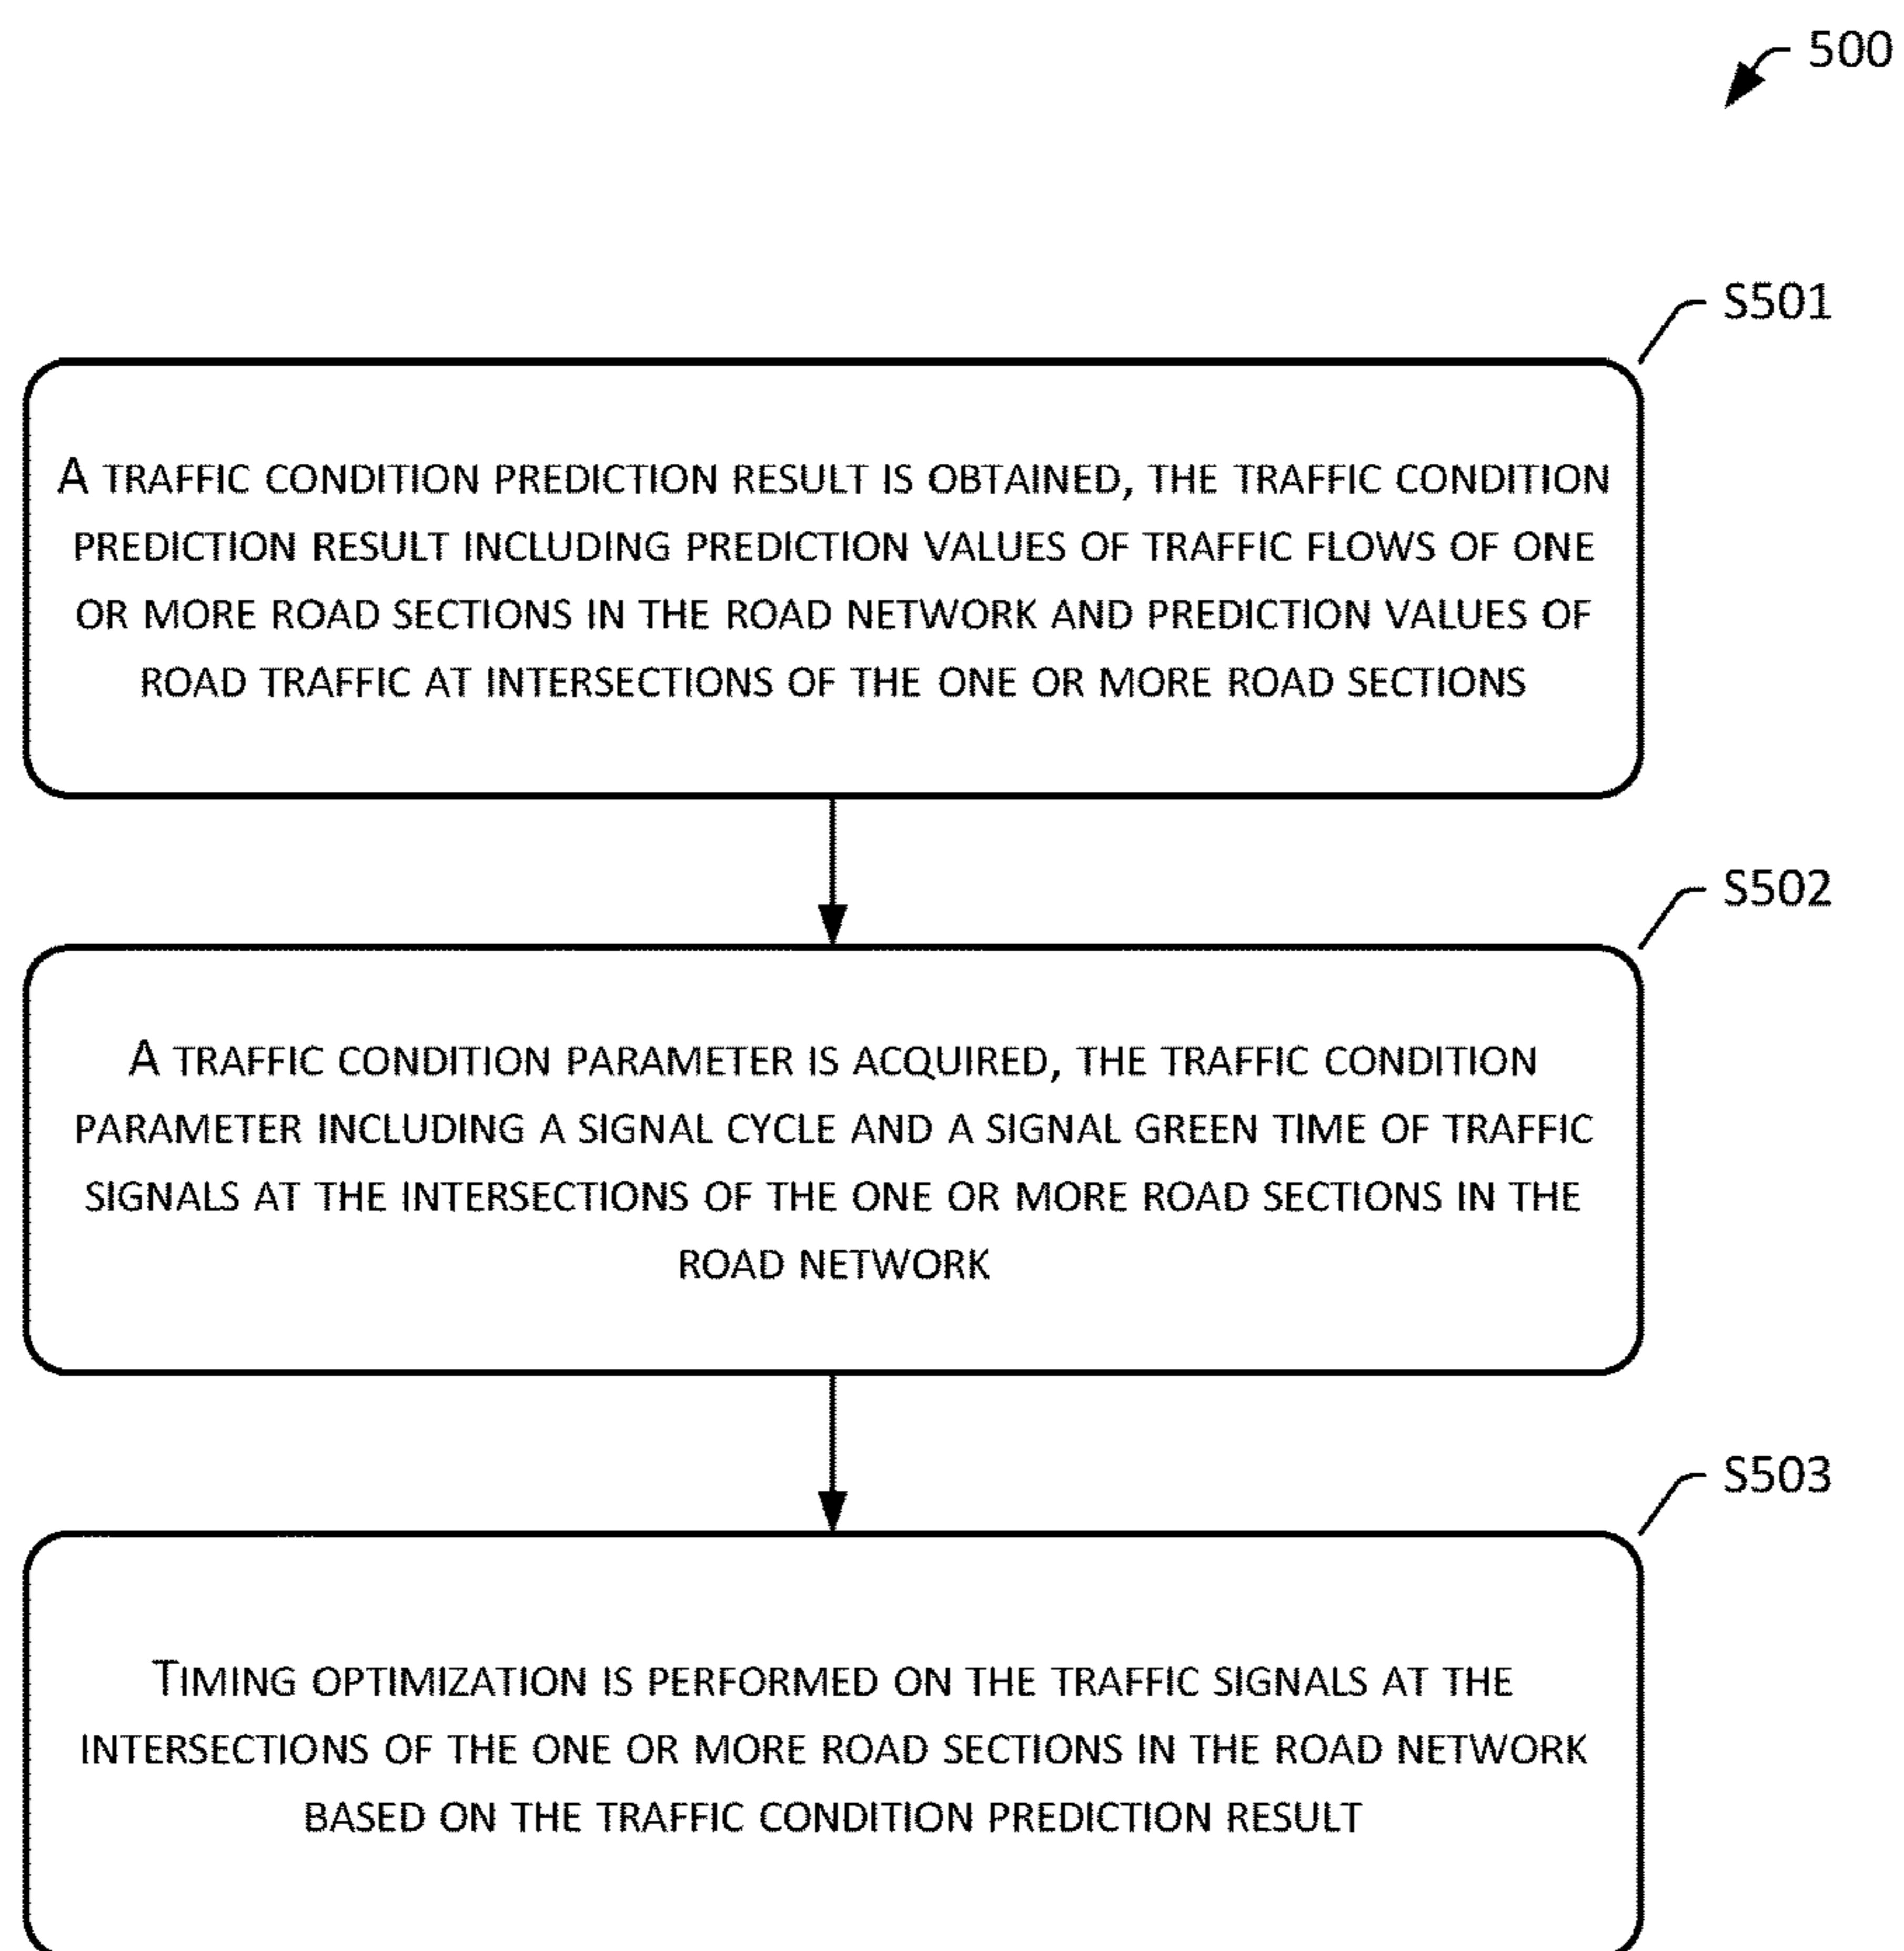 500
S501
A TRAFFIC CONDITION PREDICTION RESULT IS OBTAINED, THE TRAFFIC CONDITION
PREDICTION RESULT INCLUDING PREDICTION VALUES OF TRAFFIC FLOWS OF ONE
OR MORE ROAD SECTIONS IN THE ROAD NETWORK AND PREDICTION VALUES OF
ROAD TRAFFIC AT INTERSECTIONS OF THE ONE OR MORE ROAD SECTIONS
S502
A TRAFFIC CONDITION PARAMETER IS ACQUIRED, THE TRAFFIC CONDITION
PARAMETER INCLUDING A SIGNAL CYCLE AND A SIGNAL GREEN TIME OF TRAFFIC
SIGNALS AT THE INTERSECTIONS OF THE ONE OR MORE ROAD SECTIONS IN THE
ROAD NETWORK
S503
TIMING OPTIMIZATION IS PERFORMED ON THE TRAFFIC SIGNALS AT THE
INTERSECTIONS OF THE ONE OR MORE ROAD SECTIONS IN THE ROAD NETWORK
BASED ON THE TRAFFIC CONDITION PREDICTION RESULT